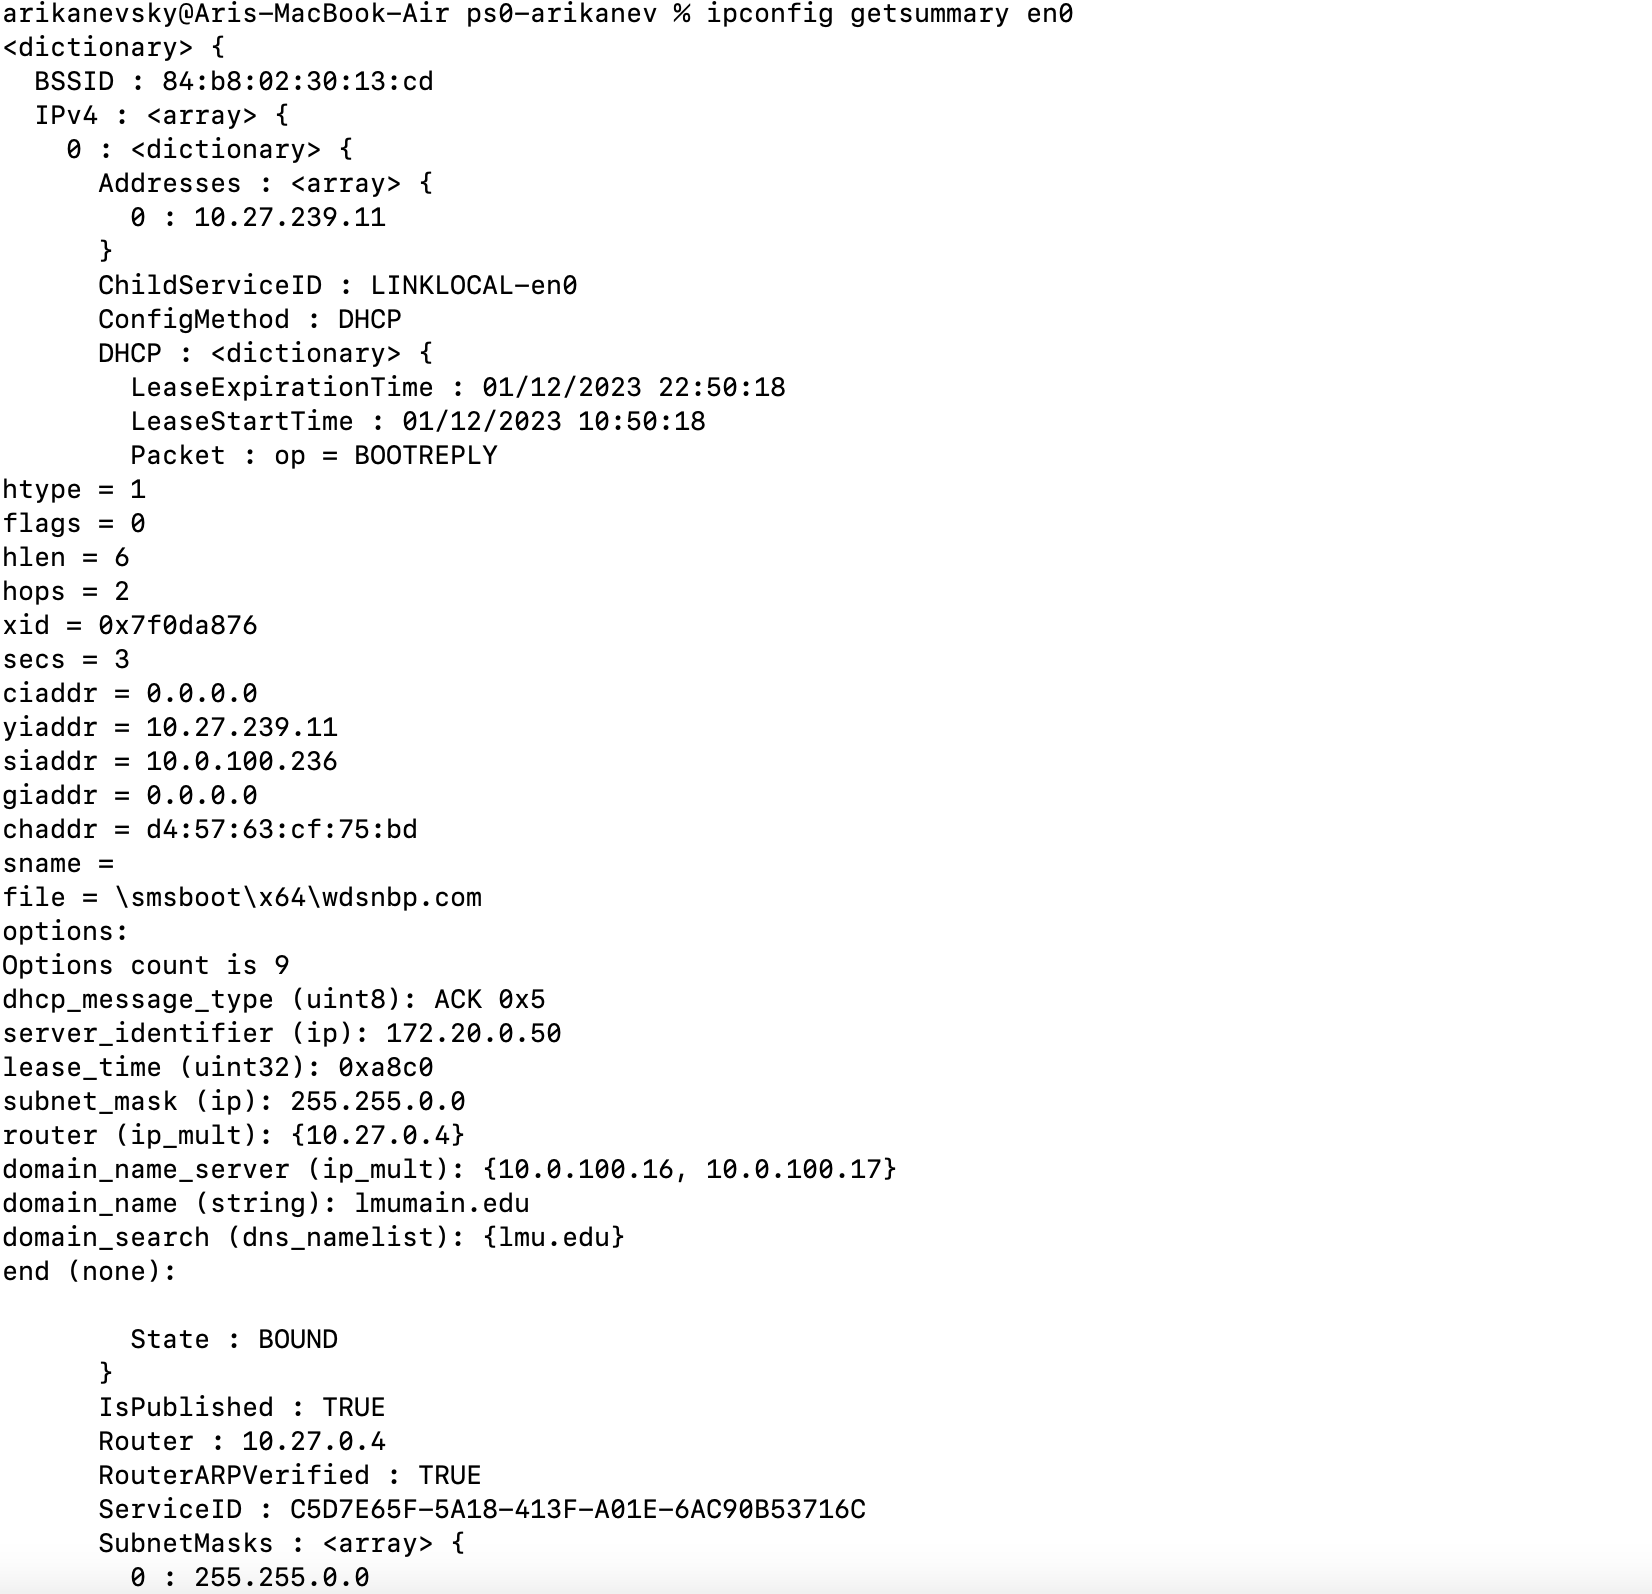 arikanevsky@Aris-MacBook-Air ps0-arikanev % ipconfig getsummary en0
<dictionary> {
  BSSID : 84:b8:02:30:13:cd
  IPv4 : <array> {
    0 : <dictionary> {
      Addresses : <array> {
        0 : 10.27.239.11
      }
      ChildServiceID : LINKLOCAL-en0
      ConfigMethod : DHCP
      DHCP : <dictionary> {
        LeaseExpirationTime : 01/12/2023 22:50:18
        LeaseStartTime : 01/12/2023 10:50:18
        Packet : op = BOOTREPLY
htype = 1
flags = 0
hlen = 6
hops = 2
xid = 0x7f0da876
secs = 3
ciaddr = 0.0.0.0
yiaddr = 10.27.239.11
siaddr = 10.0.100.236
giaddr = 0.0.0.0
chaddr = d4:57:63:cf:75:bd
sname =
file = \smsboot\x64\wdsnbp.com
options:
Options count is 9
dhcp_message_type (uint8): ACK 0x5
server_identifier (ip): 172.20.0.50
lease_time (uint32): 0xa8c0
subnet_mask (ip): 255.255.0.0
router (ip_mult): {10.27.0.4}
domain_name_server (ip_mult): {10.0.100.16, 10.0.100.17}
domain_name (string): lmumain.edu
domain_search (dns_namelist): {lmu.edu}
end (none):

        State : BOUND
      }
      IsPublished : TRUE
      Router : 10.27.0.4
      RouterARPVerified : TRUE
      ServiceID : C5D7E65F-5A18-413F-A01E-6AC90B53716C
      SubnetMasks : <array> {
        0 : 255.255.0.0